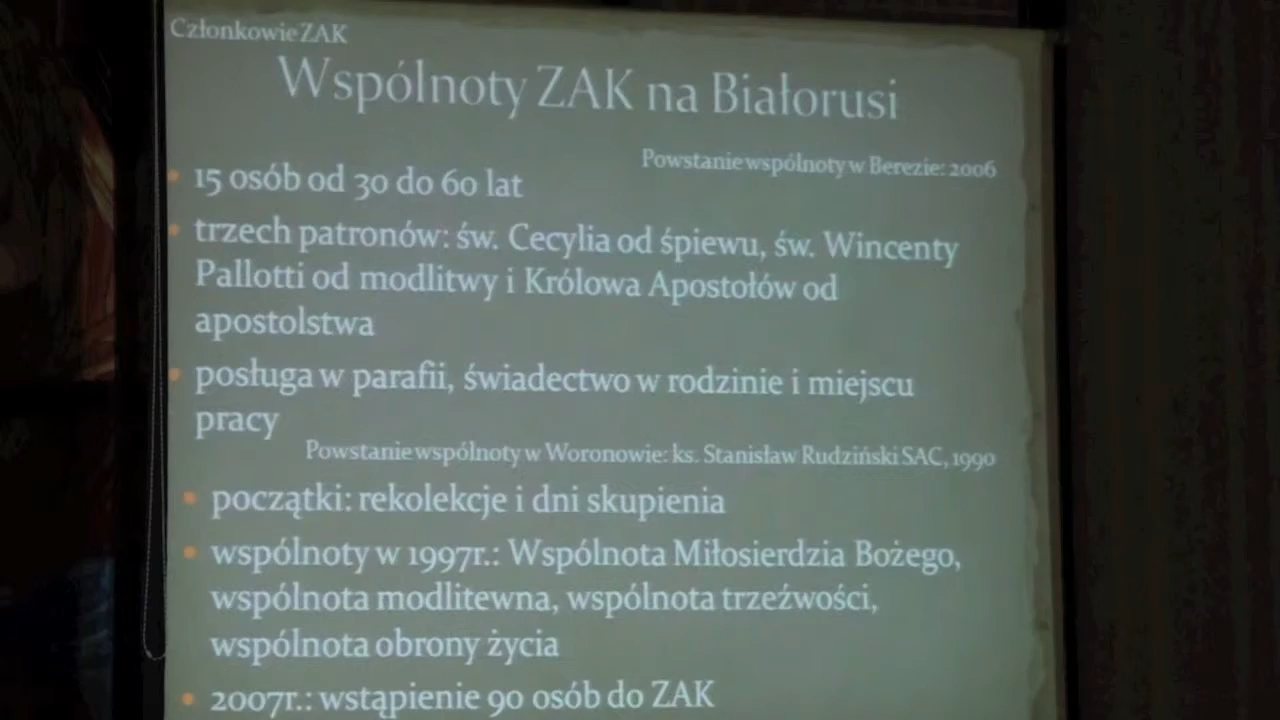 Członkowie ZAK
Wspólnoty ZAK na Białorusi
Powstanie wspólnoty w Berezie: 2006
15 osób od 30 do 60 lat
trzech patronów: św. Cecylia od śpiewu, św. Wincenty
Pallotti od modlitwy i Królowa Apostołów od
apostolstwa
posługa w parafii, świadectwo w rodzinie i miejscu
pracy
Powstanie wspólnoty w Woronowie: ks. Stanisław Rudziński SAC, 1990
początki: rekolekcje i dni skupienia
wspólnoty w 1997r.: Wspólnota Miłosierdzia Bożego,
wspólnota modlitewna, wspólnota trzeźwości,
wspólnota obrony życia
2007r.: wstąpienie 90 osób do ZAK